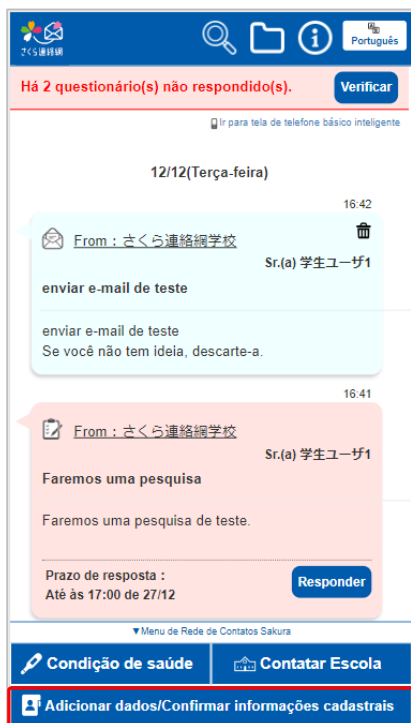 さくら連絡網
Português
Há 2 questionário(s) não respondido(s).
Verificar
Ir para tela de telefone básico inteligente
12/12(Terça-feira)
16:42
From : さくら連絡網学校
Sr.(a) 学生ユーザ1
enviar e-mail de teste
enviar e-mail de teste
Se você não tem ideia, descarte-a.
16:41
From : さくら連絡網学校
Sr.(a) 学生ユーザ1
Faremos uma pesquisa
Faremos uma pesquisa de teste.
Prazo de resposta :
Até às 17:00 de 27/12
Responder
▼Menu de Rede de Contatos Sakura
Condição de saúde
Contatar Escola
Adicionar dados/Confirmar informações cadastrais